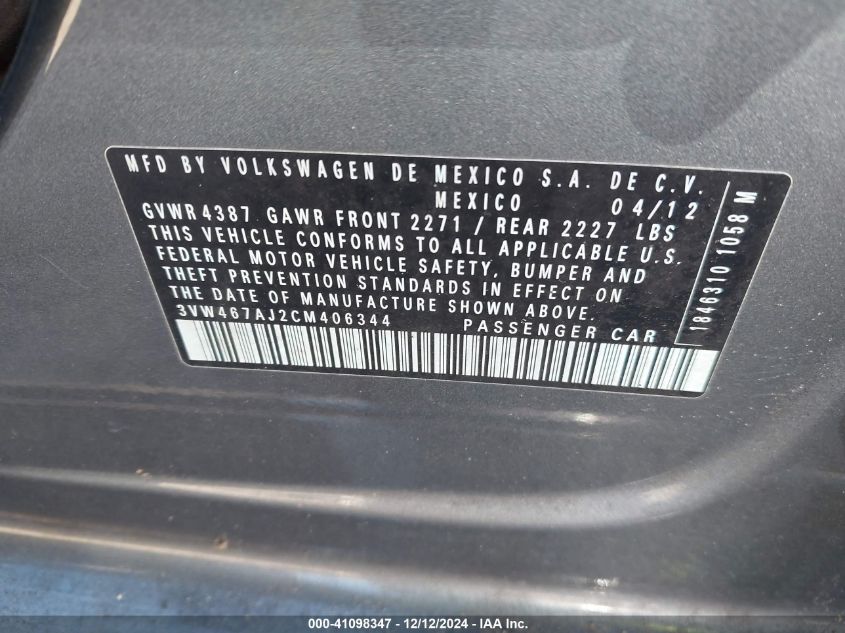 MFD BY VOLKSWAGEN DE MEXICO S.A. DE C.V.
MEXICO 04/12
GVWR 4387 GAWR FRONT 2271 / REAR 2227 LBS
THIS VEHICLE CONFORMS TO ALL APPLICABLE U.S.
FEDERAL MOTOR VEHICLE SAFETY, BUMPER AND
THEFT PREVENTION STANDARDS IN EFFECT ON
THE DATE OF MANUFACTURE SHOWN ABOVE.
3VW467AJ2CM406344 PASSENGER CAR
1846310 1058 M
000-41098347 - 12/12/2024 - IAA Inc.